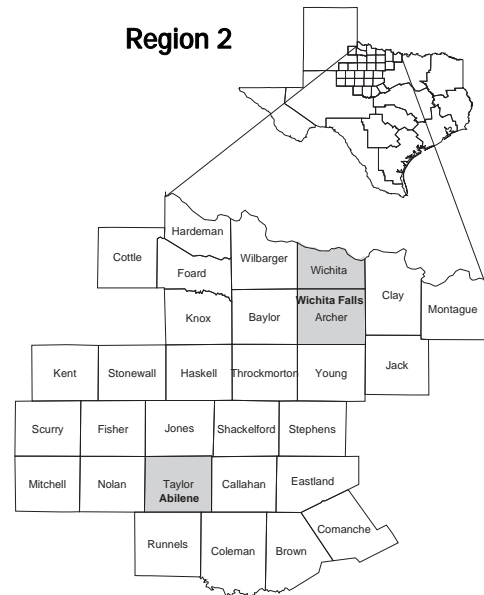 Region 2
Hardeman
Cottle
Foard
Wilbarger
Wichita
Wichita Falls
Archer
Clay
Montague
Knox
Baylor
Kent
Stonewall
Haskell
Throckmorton
Young
Jack
Scurry
Fisher
Jones
Shackelford
Stephens
Mitchell
Nolan
Taylor
Abilene
Callahan
Eastland
Comanche
Runnels
Coleman
Brown